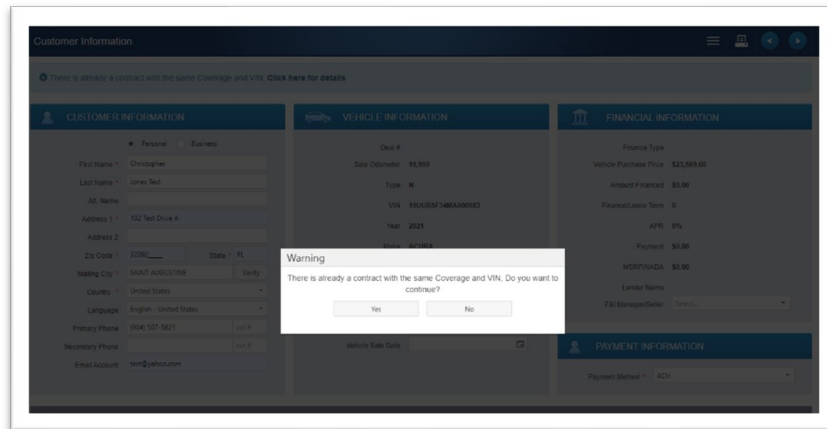 Customer Information
There is already a contract with the same Coverage and VIN. Click here for details
CUSTOMER INFORMATION
Personal Business
First Name * Christopher
Last Name * Jones Test
Alt. Name
Address 1 * 102 Test Drive A
Address 2
Zip Code * 32092____ State * FL
Mailing City * SAINT AUGUSTINE Verify
Country * United States
Language English - United States
Primary Phone (904) 507-5821 ext #
Secondary Phone ext #
Email Account test@yahoo.com
VEHICLE INFORMATION
Deal #
Sale Odometer 10,000
Type N
VIN
Year 2021
Make ACURA
Vehicle Sale Date
FINANCIAL INFORMATION
Finance Type
Vehicle Purchase Price
Amount Financed $0.00
Finance/Lease Term 0
APR 0%
Payment $0.00
MSRP/NADA $0.00
Lender Name
F&I Manager/Seller Select...
PAYMENT INFORMATION
Payment Method * ACH
Warning
There is already a contract with the same Coverage and VIN. Do you want to
continue?
Yes No